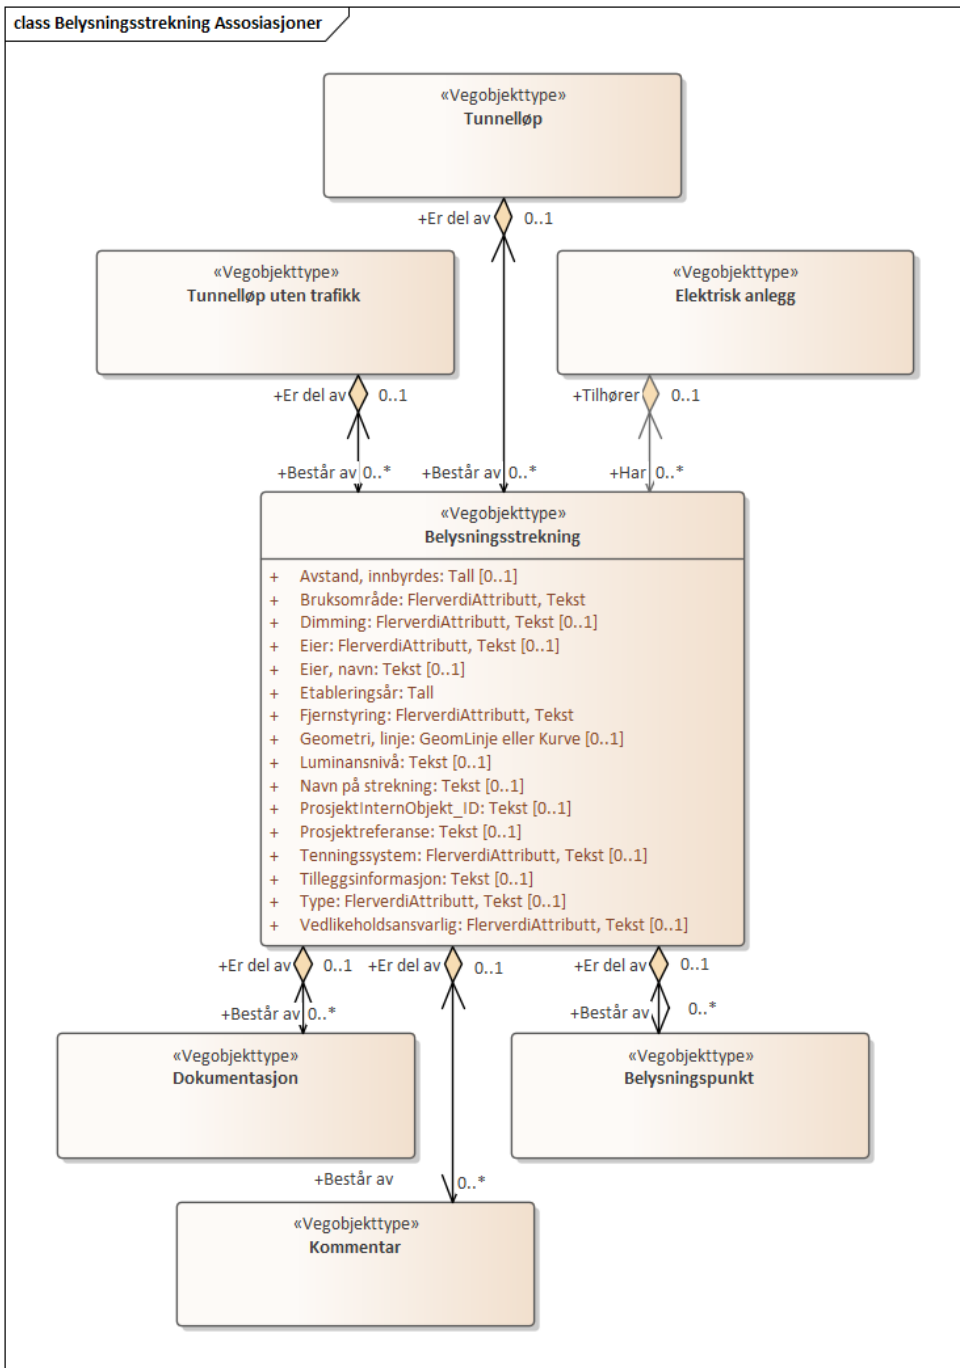 class Belysningsstrekning Assosiasjoner
«Vegobjekttype»
Tunnelløp
+Er del av 0..1
«Vegobjekttype»
Tunnelløp uten trafikk
«Vegobjekttype»
Elektrisk anlegg
+Er del av 0..1
+Tilhører 0..1
+Består av 0..*
+Består av 0..*
+Har 0..*
«Vegobjekttype»
Belysningsstrekning
+ Avstand, innbyrdes: Tall [0..1]
+ Bruksområde: FlerverdiAttributt, Tekst
+ Dimming: FlerverdiAttributt, Tekst [0..1]
+ Eier: FlerverdiAttributt, Tekst [0..1]
+ Eier, navn: Tekst [0..1]
+ Etableringsår: Tall
+ Fjernstyring: FlerverdiAttributt, Tekst
+ Geometri, linje: GeomLinje eller Kurve [0..1]
+ Luminansnivå: Tekst [0..1]
+ Navn på strekning: Tekst [0..1]
+ ProsjektInternObjekt_ID: Tekst [0..1]
+ Prosjektreferanse: Tekst [0..1]
+ Tenningssystem: FlerverdiAttributt, Tekst [0..1]
+ Tilleggsinformasjon: Tekst [0..1]
+ Type: FlerverdiAttributt, Tekst [0..1]
+ Vedlikeholdsansvarlig: FlerverdiAttributt, Tekst [0..1]
+Er del av 0..1
+Er del av 0..1
+Er del av 0..1
+Består av 0..*
+Består av 0..*
«Vegobjekttype»
Dokumentasjon
«Vegobjekttype»
Belysningspunkt
+Består av 0..*
«Vegobjekttype»
Kommentar